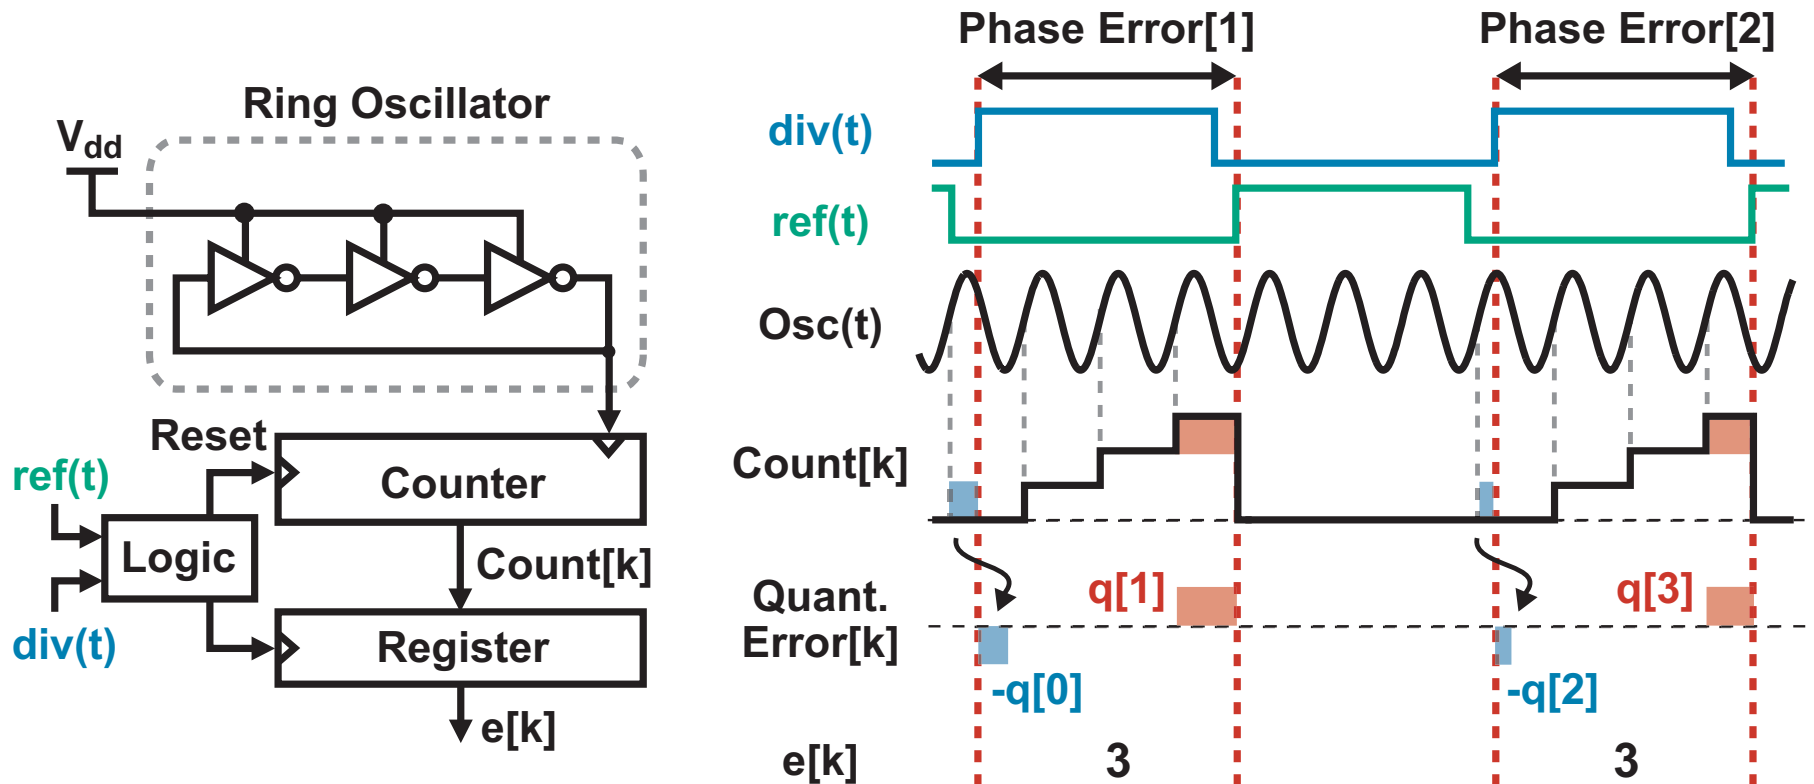 Ring Oscillator
Vdd
Reset
ref(t)
Counter
Logic
Count[k]
div(t)
Register
e[k]
Phase Error[1]
Phase Error[2]
div(t)
ref(t)
Osc(t)
Count[k]
Quant.
Error[k]
q[1]
q[3]
-q[0]
-q[2]
e[k]
3
3